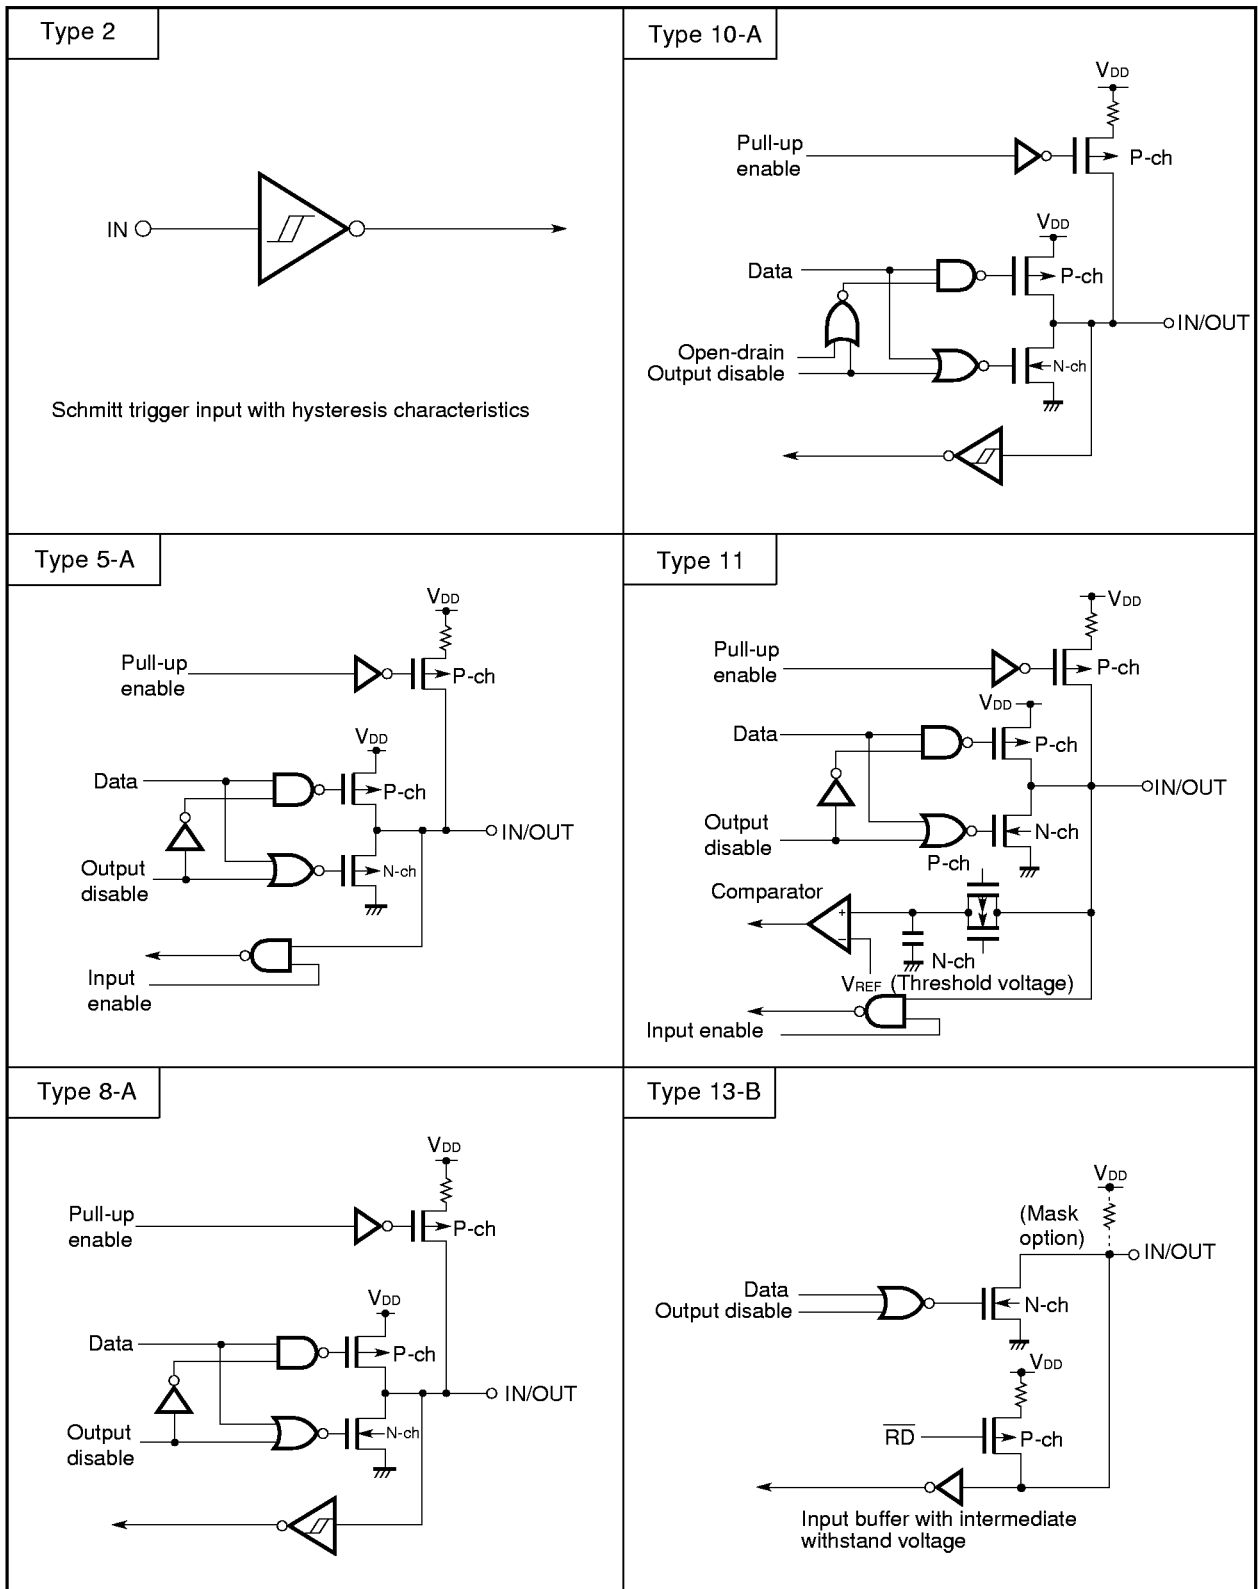 Type 2
IN
Schmitt trigger input with hysteresis characteristics
Type 10-A
VDD
Pull-up
enable
P-ch
VDD
Data
P-ch
IN/OUT
Open-drain
Output disable
N-ch
Type 5-A
VDD
Pull-up
enable
P-ch
VDD
Data
P-ch
IN/OUT
Output
disable
N-ch
Input
enable
Type 11
VDD
Pull-up
enable
P-ch
VDD
Data
P-ch
IN/OUT
Output
disable
N-ch
P-ch
Comparator
+
−
N-ch
VREF (Threshold voltage)
Input enable
Type 8-A
VDD
Pull-up
enable
P-ch
VDD
Data
P-ch
IN/OUT
Output
disable
N-ch
Type 13-B
VDD
(Mask
option)
IN/OUT
Data
Output disable
N-ch
VDD
R̅D̅
P-ch
Input buffer with intermediate
withstand voltage